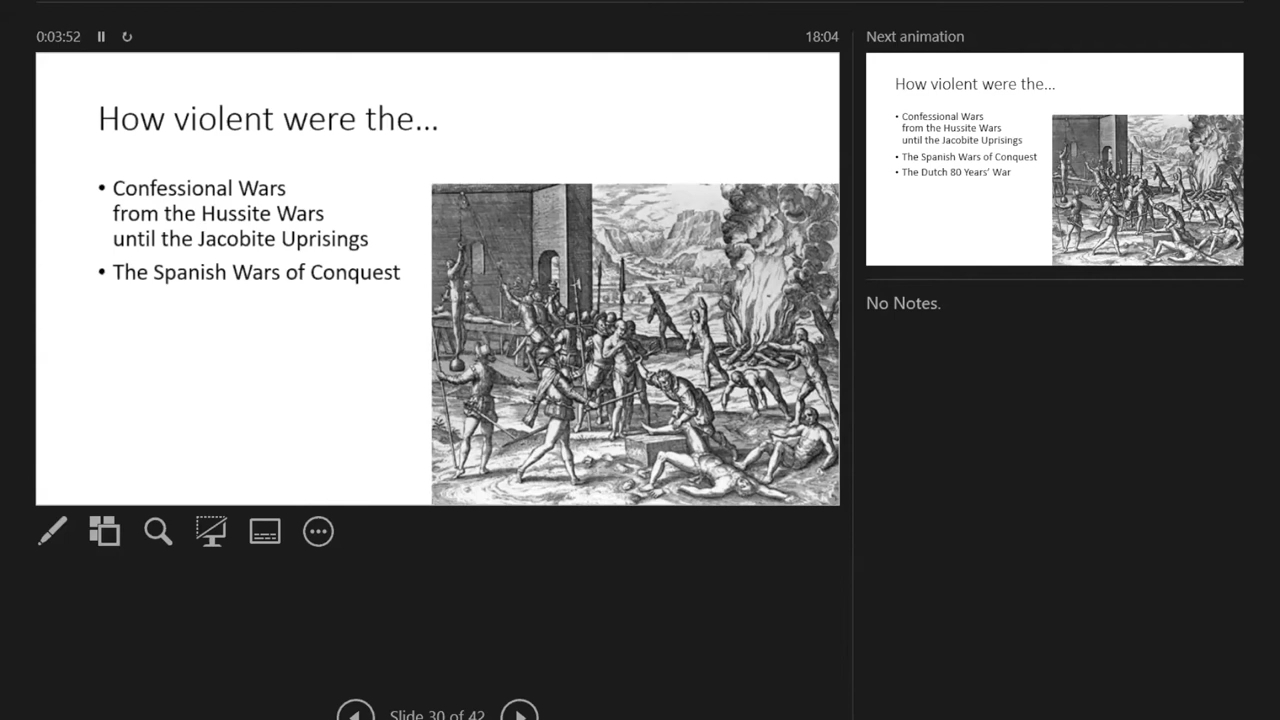 0:03:52
18:04
Next animation
How violent were the...
• Confessional Wars
from the Hussite Wars
until the Jacobite Uprisings
• The Spanish Wars of Conquest
How violent were the...
• Confessional Wars
from the Hussite Wars
until the Jacobite Uprisings
• The Spanish Wars of Conquest
• The Dutch 80 Years' War
No Notes.
Slide 30 of 42